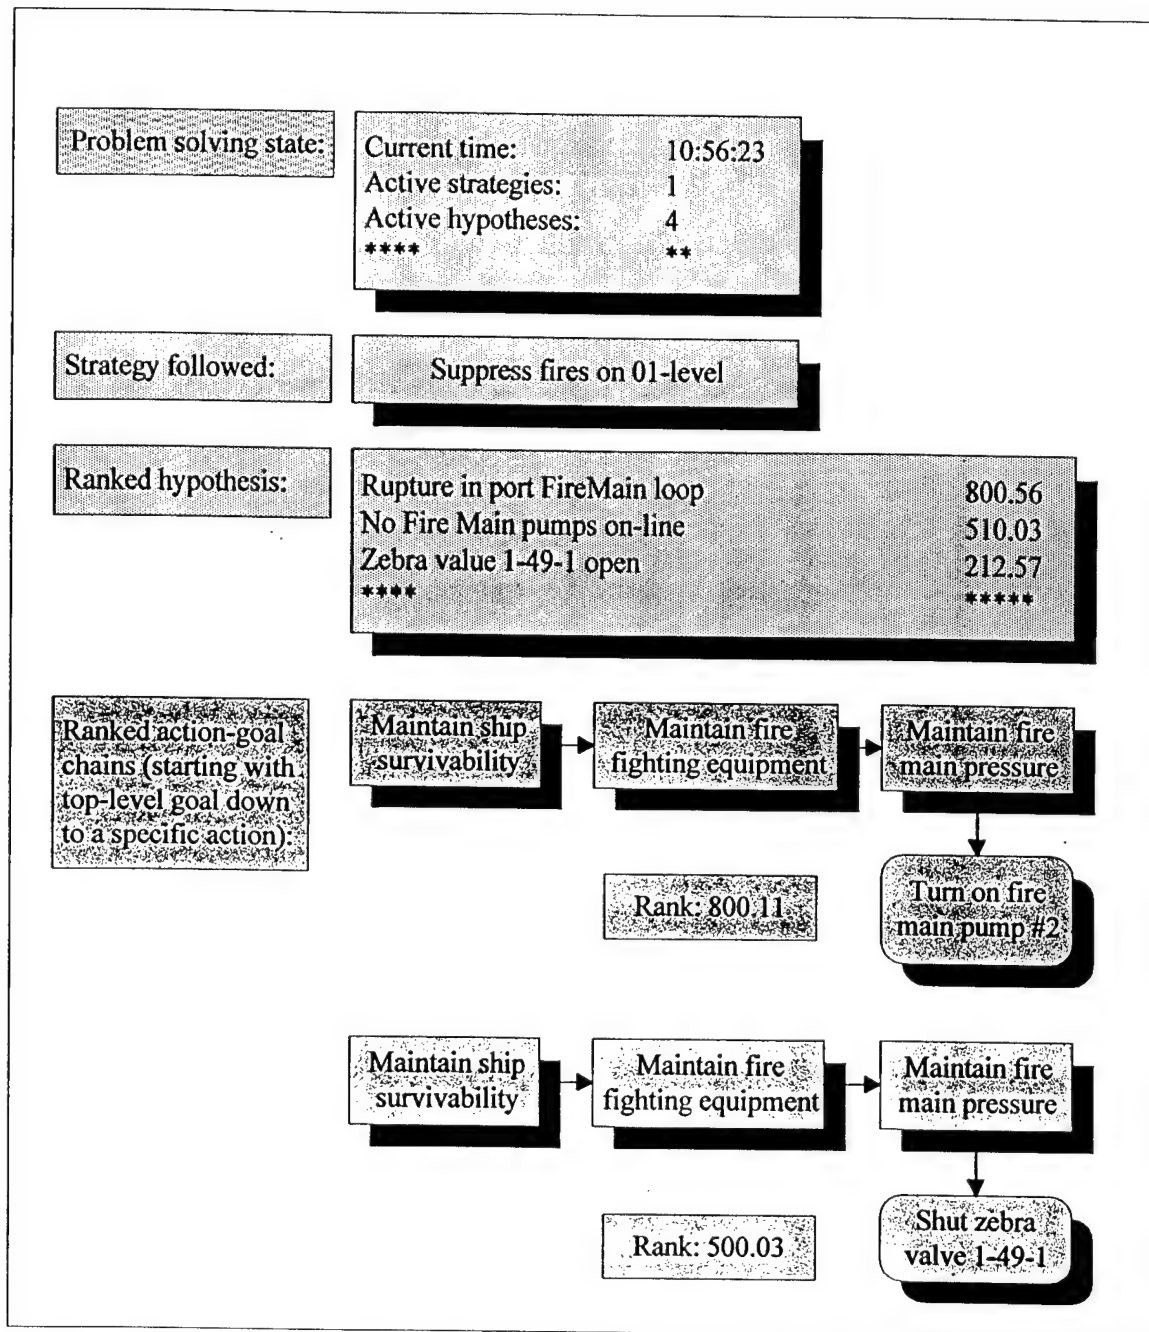 Problem solving state:
Current time: 10:56:23
Active strategies: 1
Active hypotheses: 4
**** **
Strategy followed:
Suppress fires on 01-level
Ranked hypothesis:
Rupture in port FireMain loop 800.56
No Fire Main pumps on-line 510.03
Zebra value 1-49-1 open 212.57
**** *****
Ranked action-goal
chains (starting with
top-level goal down
to a specific action):
Maintain ship
survivability
Maintain fire
fighting equipment
Maintain fire
main pressure
Rank: 800.11
Turn on fire
main pump #2
Maintain ship
survivability
Maintain fire
fighting equipment
Maintain fire
main pressure
Rank: 500.03
Shut zebra
valve 1-49-1